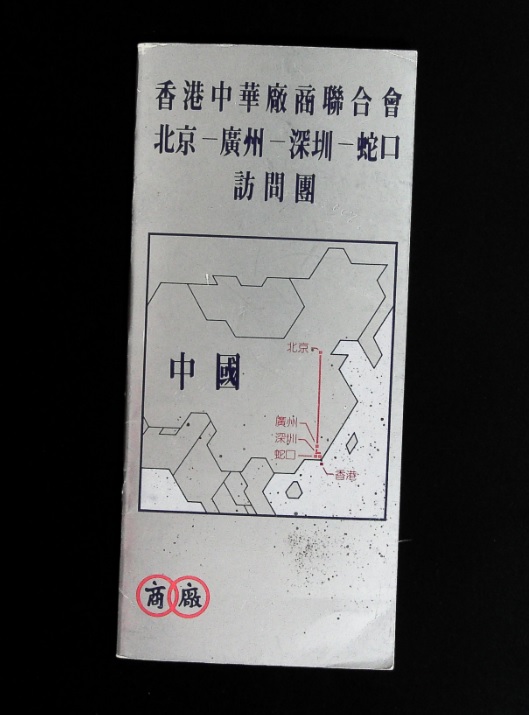 香港中華廠商聯合會
北京－廣州－深圳－蛇口
訪問團
北京
中國
廣州
深圳
蛇口
香港
商廠